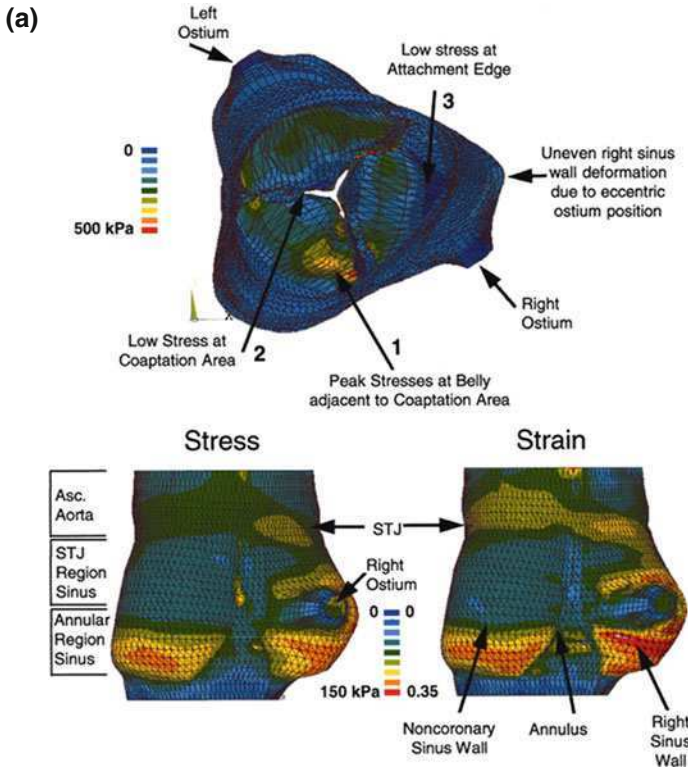 (a)
Left
Ostium
Low stress at
Attachment Edge
3
0
500 kPa
Uneven right sinus
wall deformation
due to eccentric
ostium position
Right
Ostium
Low Stress at
Coaptation Area
2
1
Peak Stresses at Belly
adjacent to Coaptation Area
X
Stress
Strain
Asc.
Aorta
STJ
STJ
Region
Sinus
Right
Ostium
Annular
Region
Sinus
0 0
150 kPa 0.35
Noncoronary
Sinus Wall
Annulus
Right
Sinus
Wall